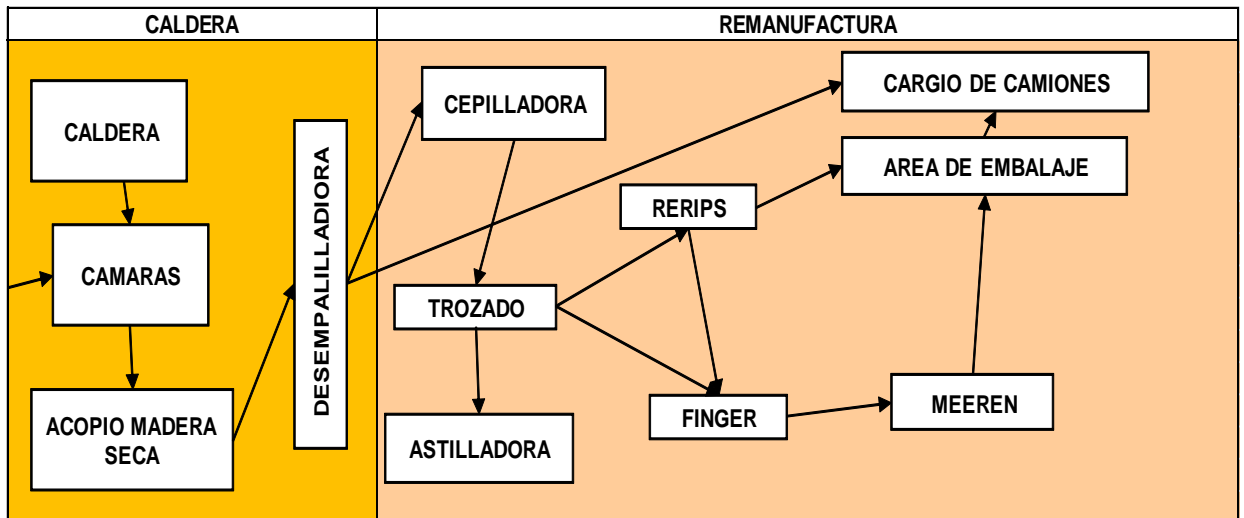 CALDERA
REMANUFACTURA
CALDERA
CAMARAS
ACOPIO MADERA
SECA
DESEMPALILLADIORA
CEPILLADORA
CARGIO DE CAMIONES
AREA DE EMBALAJE
RERIPS
TROZADO
MEEREN
FINGER
ASTILLADORA